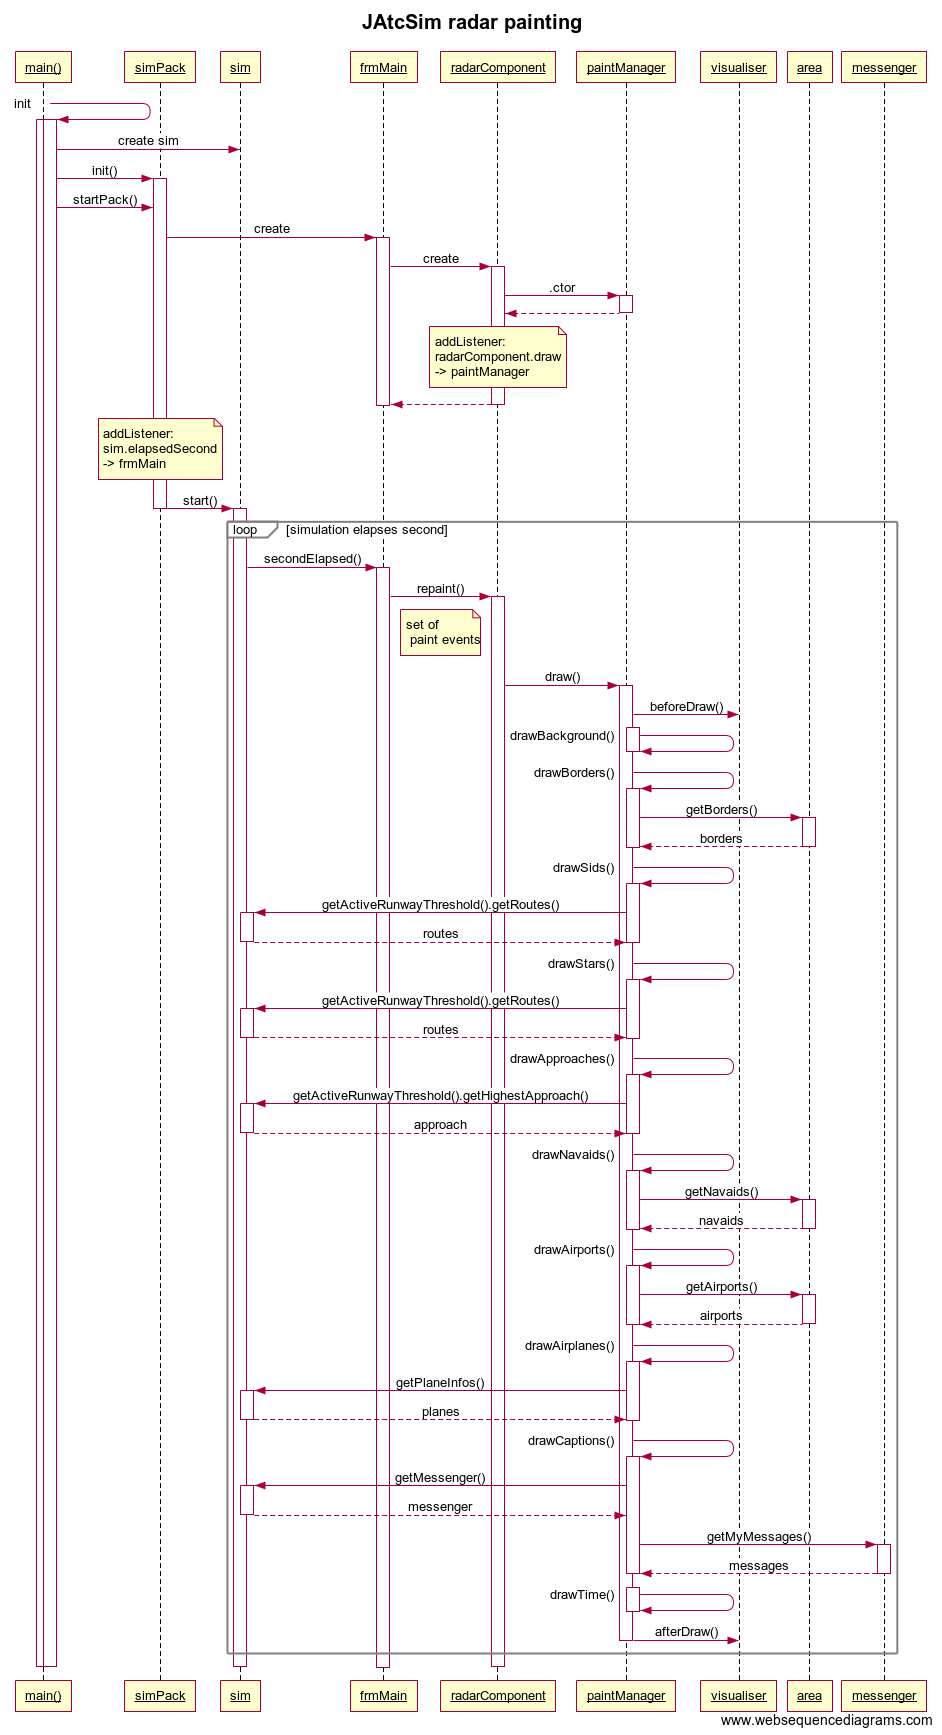 JAtcSim radar painting
main() simPack sim frmMain radarComponent paintManager visualiser area messenger
init
create sim
init()
startPack()
create
create
.ctor
addListener:
radarComponent.draw
-> paintManager
addListener:
sim.elapsedSecond
-> frmMain
start()
loop [simulation elapses second]
secondElapsed()
repaint()
set of
paint events
draw()
beforeDraw()
drawBackground()
drawBorders()
getBorders()
borders
drawSids()
getActiveRunwayThreshold().getRoutes()
routes
drawStars()
getActiveRunwayThreshold().getRoutes()
routes
drawApproaches()
getActiveRunwayThreshold().getHighestApproach()
approach
drawNavaids()
getNavaids()
navaids
drawAirports()
getAirports()
airports
drawAirplanes()
getPlaneInfos()
planes
drawCaptions()
getMessenger()
messenger
getMyMessages()
messages
drawTime()
afterDraw()
main() simPack sim frmMain radarComponent paintManager visualiser area messenger
www.websequencediagrams.com